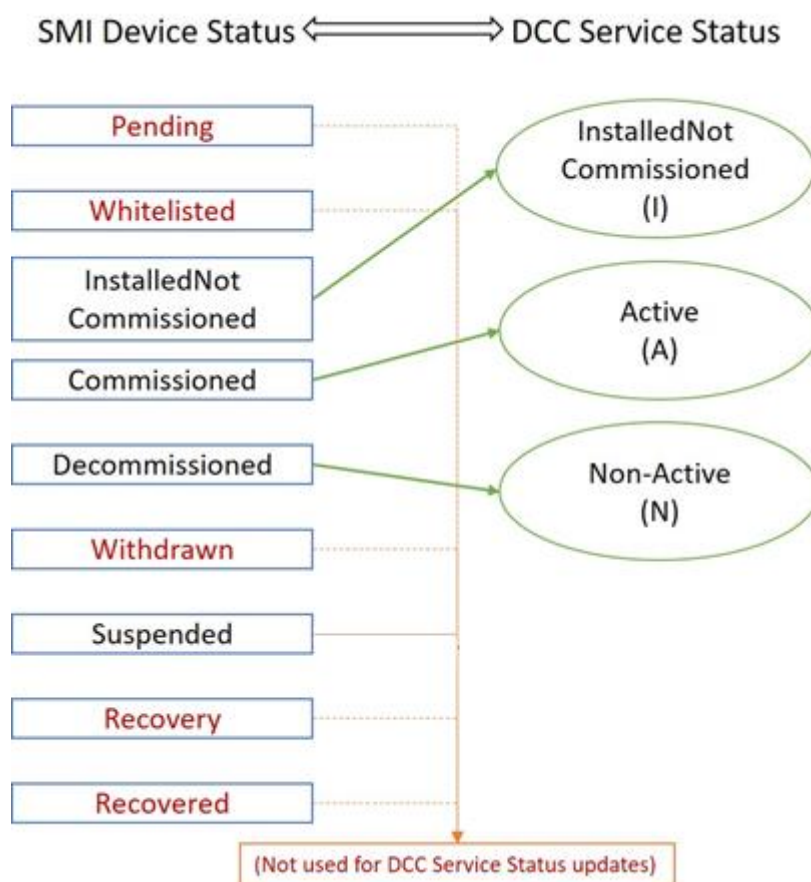 SMI Device Status
DCC Service Status
Pending
Whitelisted
InstalledNot
Commissioned
Commissioned
Decommissioned
Withdrawn
Suspended
Recovery
Recovered
InstalledNot
Commissioned
(I)
Active
(A)
Non-Active
(N)
(Not used for DCC Service Status updates)